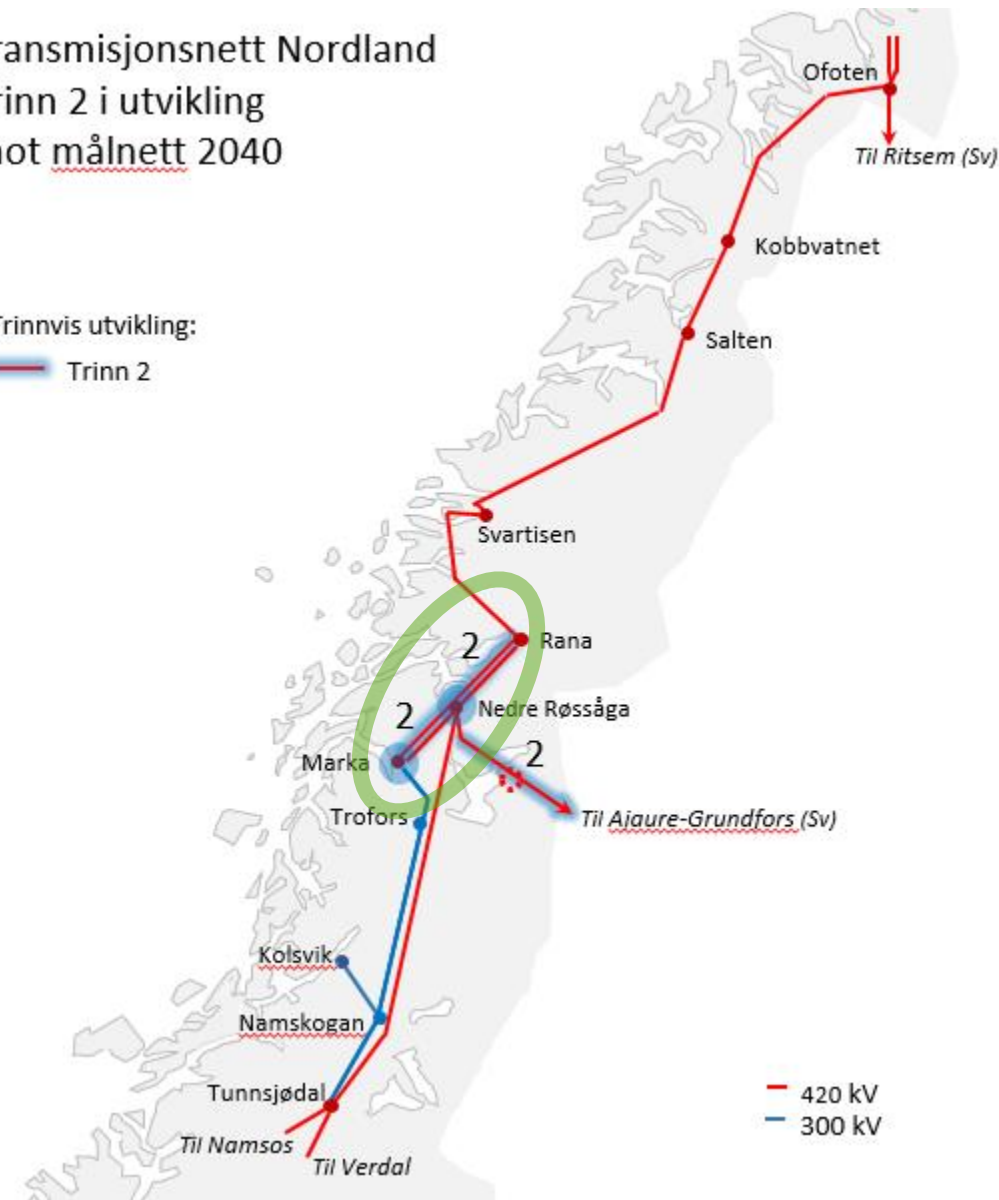 ransmisjonsnett Nordland
rinn 2 i utvikling
not målnett 2040
Ofoten
Til Ritsem (Sv)
Kobbvatnet
Trinnvis utvikling:
Salten
Trinn 2
Svartisen
2
Rana
2
Nedre Røssåga
Marka
2
Trofors
Til Ajaure-Grundfors (Sv)
Kolsvik
Namskogan
Tunnsjødal
420 kV
300 kV
Til Namsos
Til Verdal